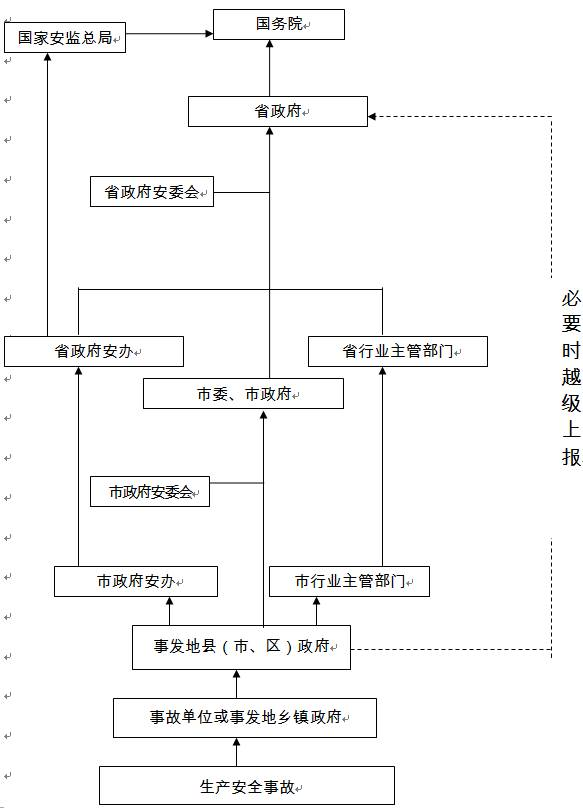 国务院
国家安监总局
省政府
省政府安委会
必
要
时
越
级
上
报
省政府安办
省行业主管部门
市委、市政府
市政府安委会
市政府安办
市行业主管部门
事发地县（市、区）政府
事故单位或事发地乡镇政府
生产安全事故